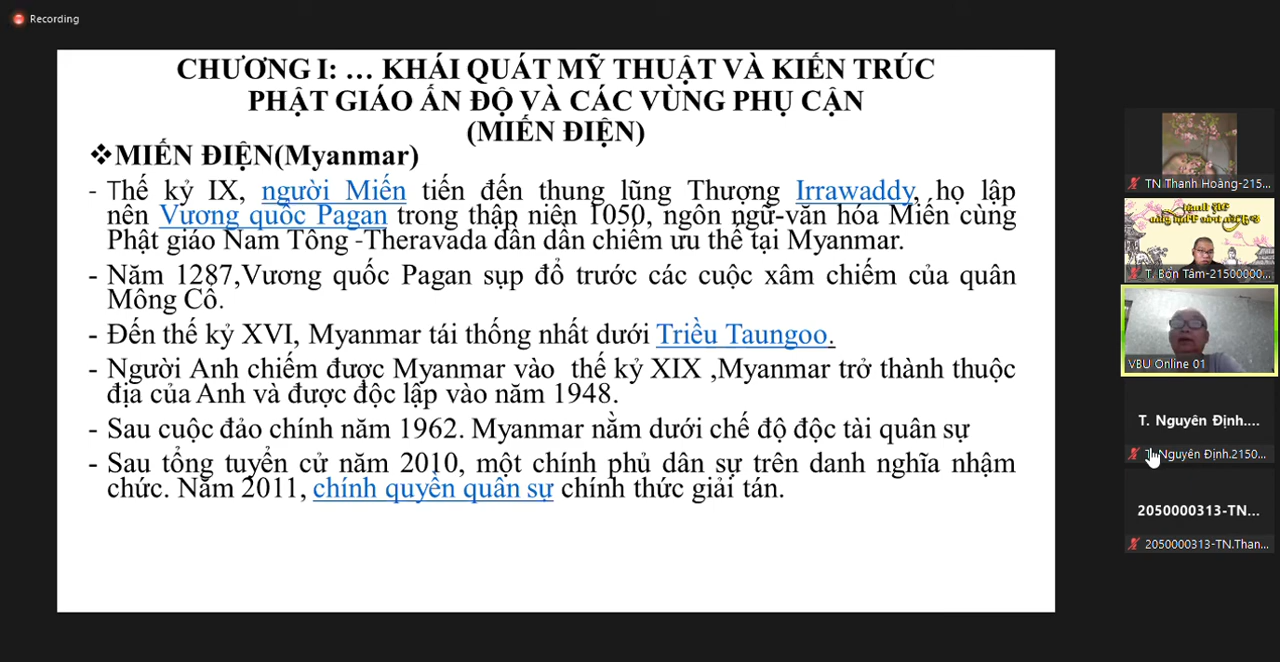 Recording
CHƯƠNG I: ... KHÁI QUÁT MỸ THUẬT VÀ KIẾN TRÚC
PHẬT GIÁO ẤN ĐỘ VÀ CÁC VÙNG PHỤ CẬN
(MIẾN ĐIỆN)
❖MIẾN ĐIỆN(Myanmar)
- Thế kỷ IX, người Miến tiến đến thung lũng Thượng Irrawaddy, họ lập
nên Vương quốc Pagan trong thập niên 1050, ngôn ngữ-văn hóa Miến cùng
Phật giáo Nam Tông -Theravada dần dần chiếm ưu thế tại Myanmar.
- Năm 1287,Vương quốc Pagan sụp đổ trước các cuộc xâm chiếm của quân
Mông Cổ.
- Đến thế kỷ XVI, Myanmar tái thống nhất dưới Triều Taungoo.
- Người Anh chiếm được Myanmar vào thế kỷ XIX ,Myanmar trở thành thuộc
địa của Anh và được độc lập vào năm 1948.
- Sau cuộc đảo chính năm 1962. Myanmar nằm dưới chế độ độc tài quân sự
- Sau tổng tuyển cử năm 2010, một chính phủ dân sự trên danh nghĩa nhậm
chức. Năm 2011, chính quyền quân sự chính thức giải tán.
TN Thanh Hoàng-215...
T. Bổn Tâm-21500000...
VBU Online 01
T. Nguyên Định....
T. Nguyên Định.2150...
2050000313-TN...
2050000313-TN.Than...